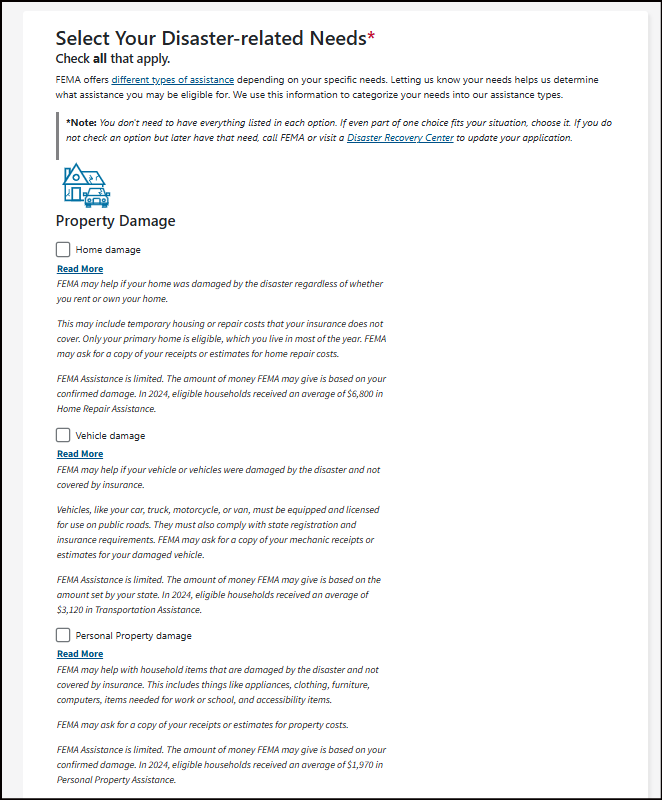 Select Your Disaster-related Needs*
Check all that apply.
FEMA offers different types of assistance depending on your specific needs. Letting us know your needs helps us determine
what assistance you may be eligible for. We use this information to categorize your needs into our assistance types.
*Note: You don't need to have everything listed in each option. If even part of one choice fits your situation, choose it. If you do
not check an option but later have that need, call FEMA or visit a Disaster Recovery Center to update your application.
Property Damage
Home damage
Read More
FEMA may help if your home was damaged by the disaster regardless of whether
you rent or own your home.
This may include temporary housing or repair costs that your insurance does not
cover. Only your primary home is eligible, which you live in most of the year. FEMA
may ask for a copy of your receipts or estimates for home repair costs.
FEMA Assistance is limited. The amount of money FEMA may give is based on your
confirmed damage. In 2024, eligible households received an average of $6,800 in
Home Repair Assistance.
Vehicle damage
Read More
FEMA may help if your vehicle or vehicles were damaged by the disaster and not
covered by insurance.
Vehicles, like your car, truck, motorcycle, or van, must be equipped and licensed
for use on public roads. They must also comply with state registration and
insurance requirements. FEMA may ask for a copy of your mechanic receipts or
estimates for your damaged vehicle.
FEMA Assistance is limited. The amount of money FEMA may give is based on the
amount set by your state. In 2024, eligible households received an average of
$3,120 in Transportation Assistance.
Personal Property damage
Read More
FEMA may help with household items that are damaged by the disaster and not
covered by insurance. This includes things like appliances, clothing, furniture,
computers, items needed for work or school, and accessibility items.
FEMA may ask for a copy of your receipts or estimates for property costs.
FEMA Assistance is limited. The amount of money FEMA may give is based on your
confirmed damage. In 2024, eligible households received an average of $1,970 in
Personal Property Assistance.